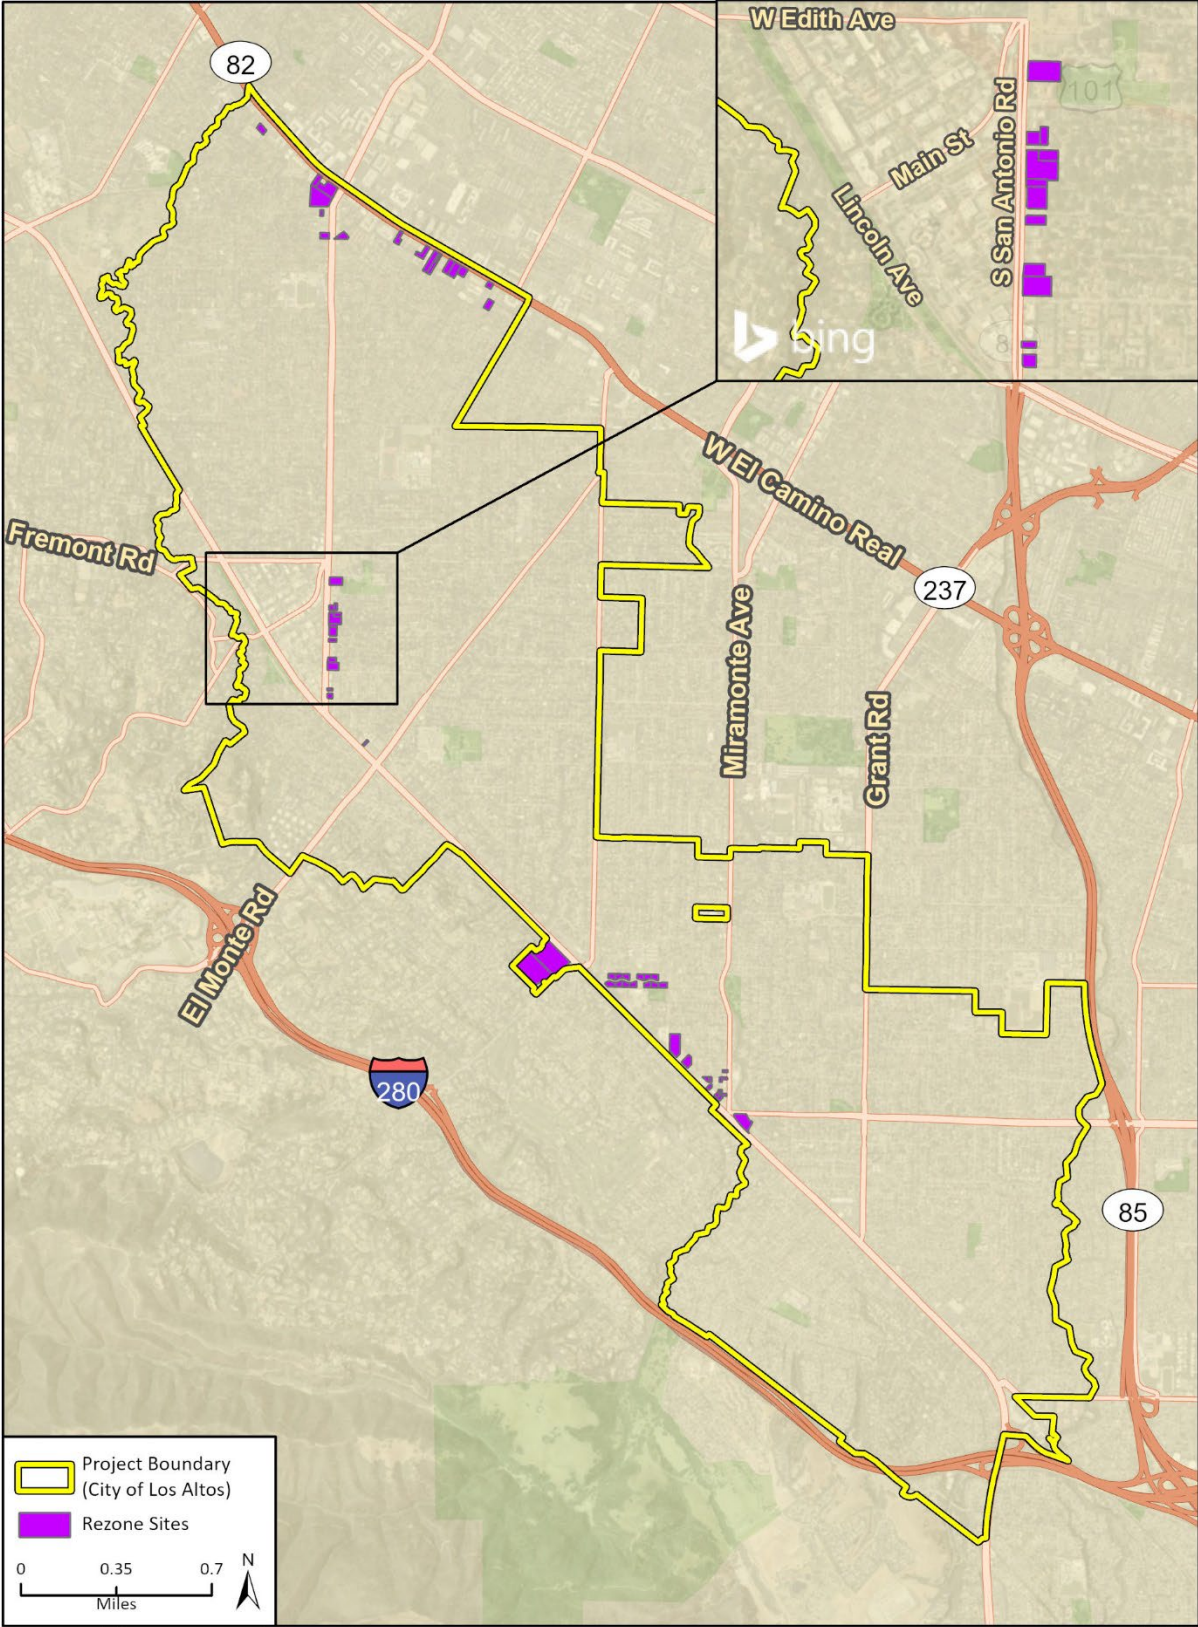 82
W Edith Ave
101
S San Antonio Rd
Main St
Lincoln Ave
8
bing
W El Camino Real
Fremont Rd
237
Miramonte Ave
Grant Rd
El Monte Rd
280
85
Project Boundary
(City of Los Altos)
Rezone Sites
0 0.35 0.7
Miles
N